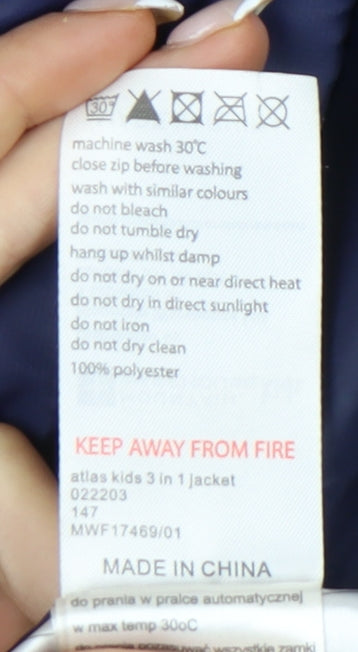 30°
machine wash 30°C
close zip before washing
wash with similar colours
do not bleach
do not tumble dry
hang up whilst damp
do not dry on or near direct heat
do not dry in direct sunlight
do not iron
do not dry clean
100% polyester
KEEP AWAY FROM FIRE
atlas kids 3 in 1 jacket
022203
147
MWF17469/01
MADE IN CHINA
do prania w pralce automatycznej
w max temp 30oC
wszystkie zamki